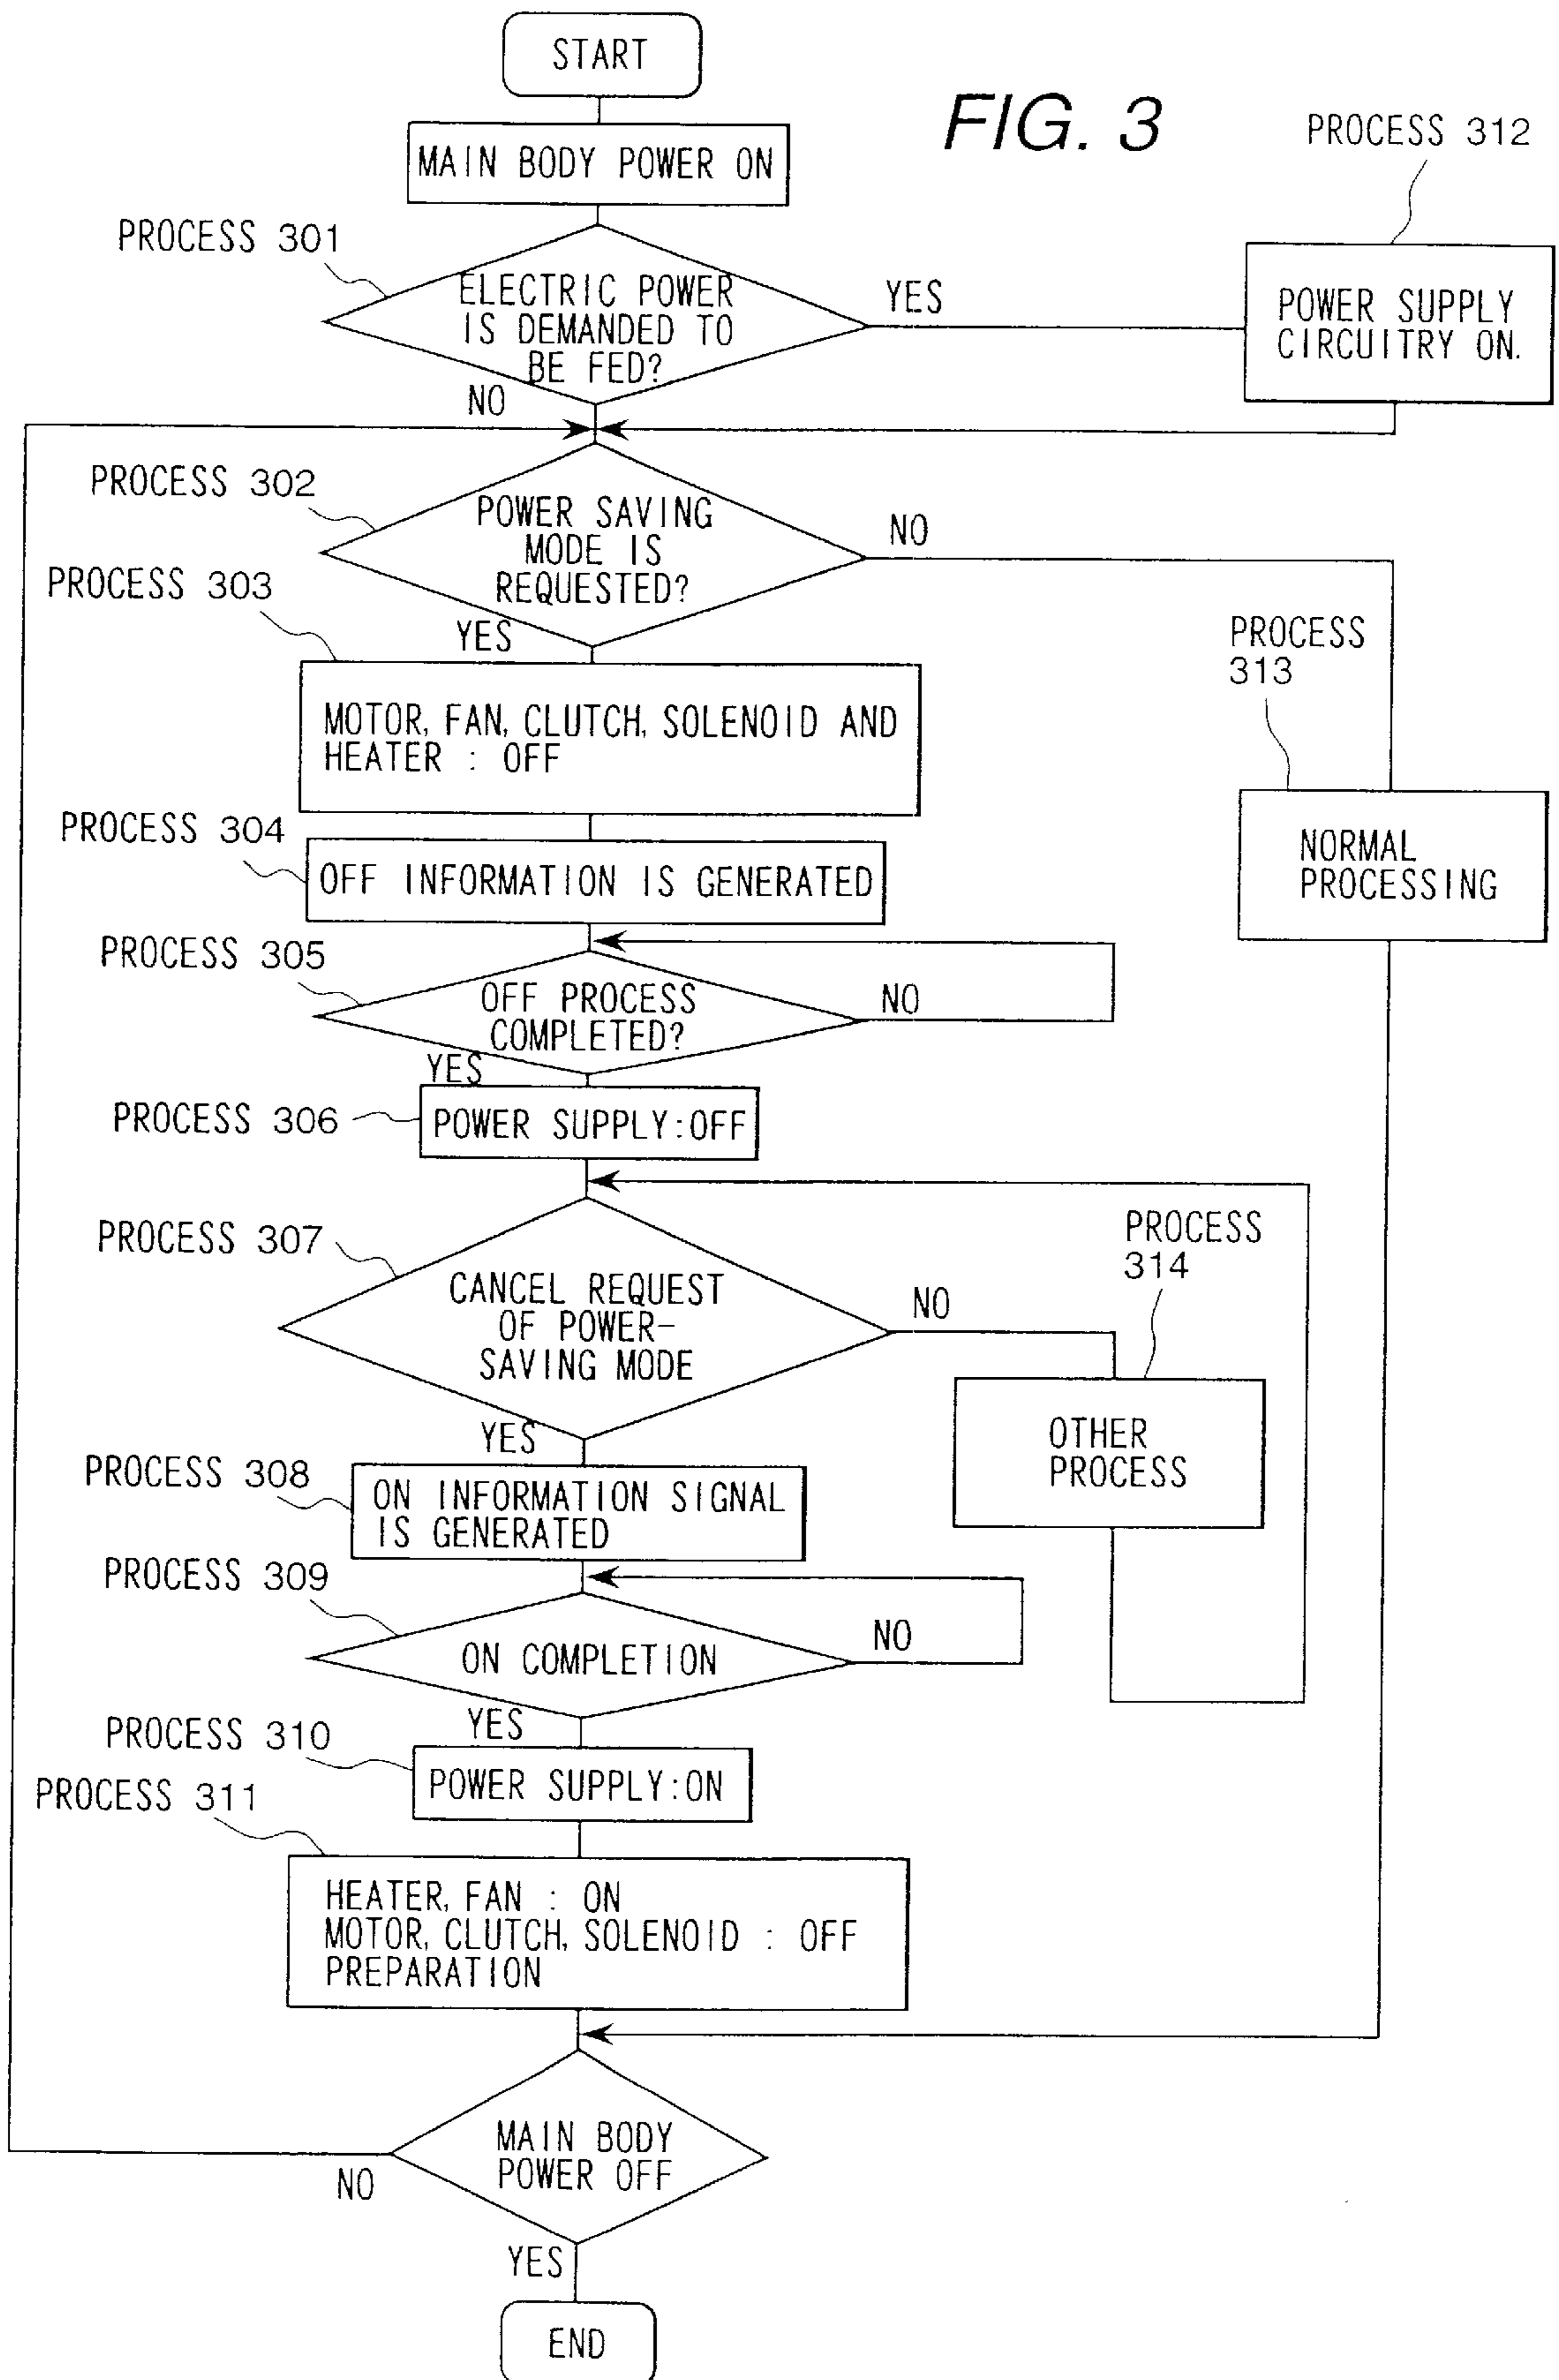 START
FIG. 3
PROCESS 312
MAIN BODY POWER ON
PROCESS 301
ELECTRIC POWER
IS DEMANDED TO
BE FED?
YES
POWER SUPPLY
CIRCUITRY ON.
NO
PROCESS 302
POWER SAVING
MODE IS
REQUESTED?
NO
PROCESS 303
YES
PROCESS
313
MOTOR, FAN, CLUTCH, SOLENOID AND
HEATER : OFF
PROCESS 304
NORMAL
PROCESSING
OFF INFORMATION IS GENERATED
PROCESS 305
OFF PROCESS
COMPLETED?
NO
YES
PROCESS 306
POWER SUPPLY:OFF
PROCESS 307
PROCESS
314
CANCEL REQUEST
OF POWER-
SAVING MODE
NO
YES
OTHER
PROCESS
PROCESS 308
ON INFORMATION SIGNAL
IS GENERATED
PROCESS 309
NO
ON COMPLETION
YES
PROCESS 310
POWER SUPPLY:ON
PROCESS 311
HEATER, FAN : ON
MOTOR, CLUTCH, SOLENOID : OFF
PREPARATION
MAIN BODY
POWER OFF
NO
YES
END